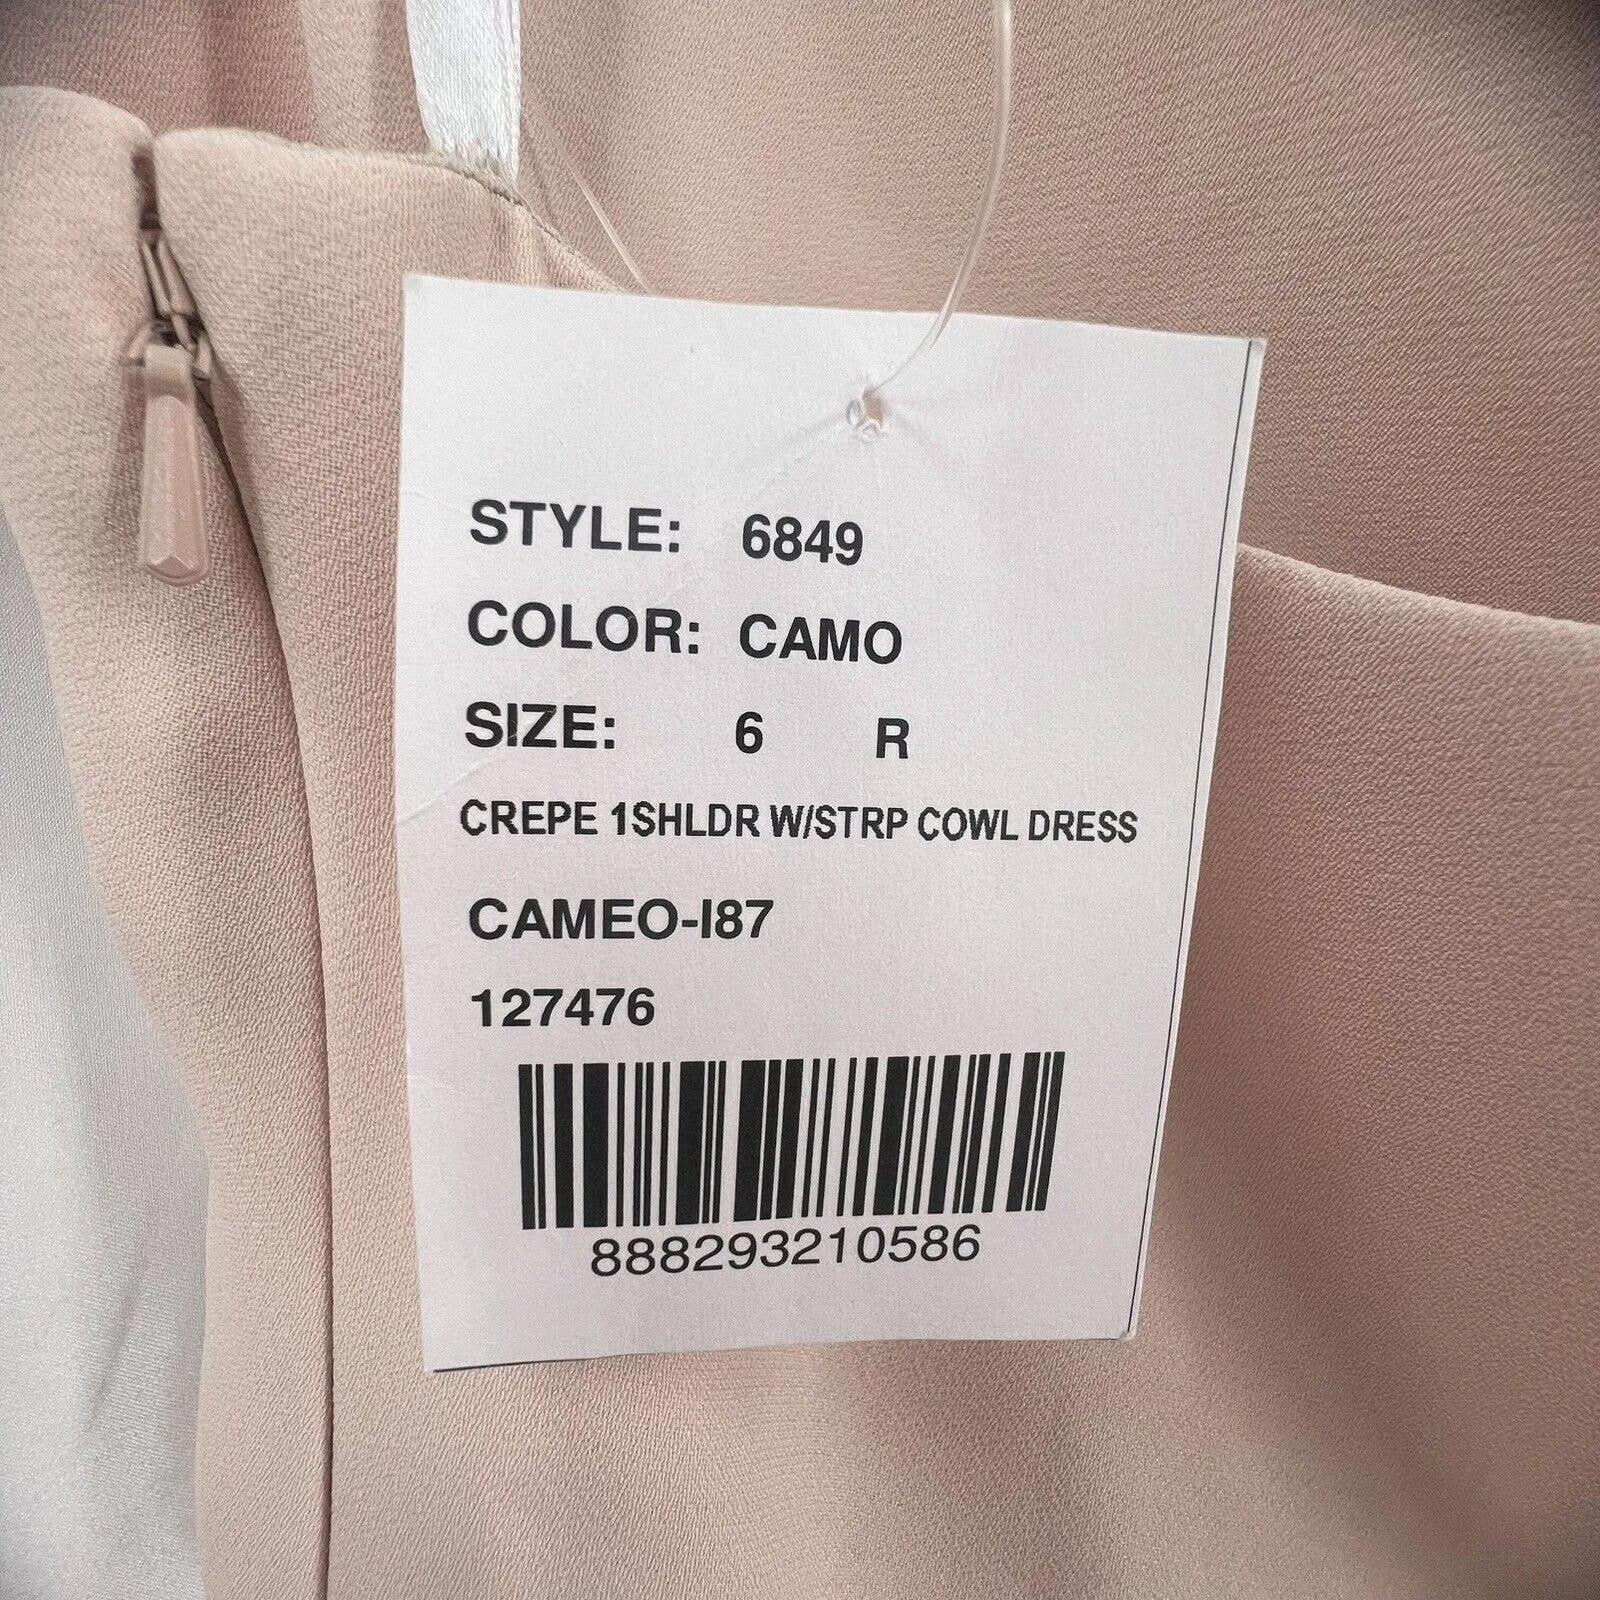 STYLE: 6849
COLOR: CAMO
SIZE: 6 R
CREPE 1SHLDR W/STRP COWL DRESS
CAMEO-I87
127476
888293210586